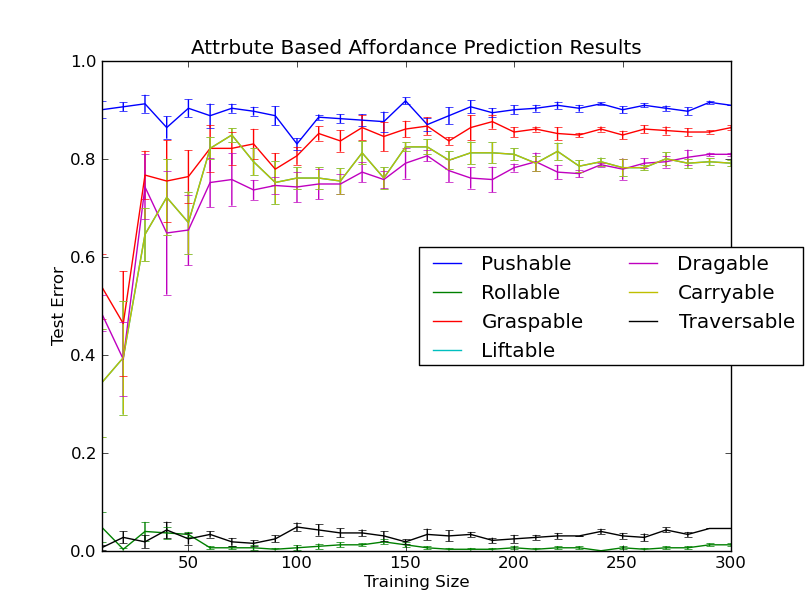 Attrbute Based Affordance Prediction Results
1.0
0.8
0.6
0.4
0.2
0.0
Test Error
Pushable
Rollable
Graspable
Liftable
Dragable
Carryable
Traversable
50
100
150
200
250
300
Training Size